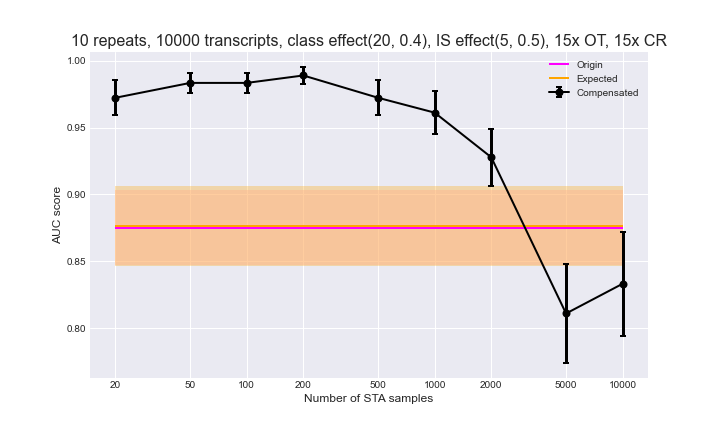 10 repeats, 10000 transcripts, class effect(20, 0.4), IS effect(5, 0.5), 15x OT, 15x CR
1.00
0.95
0.90
0.85
0.80
AUC score
Origin
Expected
Compensated
20 50 100 200 500 1000 2000 5000 10000
Number of STA samples